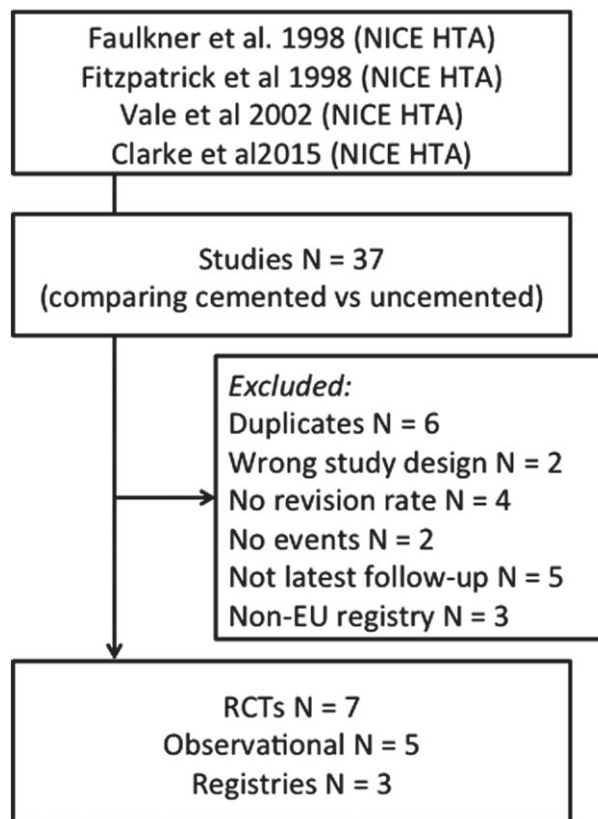 Faulkner et al. 1998 (NICE HTA)
Fitzpatrick et al 1998 (NICE HTA)
Vale et al 2002 (NICE HTA)
Clarke et al2015 (NICE HTA)
Studies N = 37
(comparing cemented vs uncemented)
Excluded:
Duplicates N = 6
Wrong study design N = 2
No revision rate N = 4
No events N = 2
Not latest follow-up N = 5
Non-EU registry N = 3
RCTs N = 7
Observational N = 5
Registries N = 3